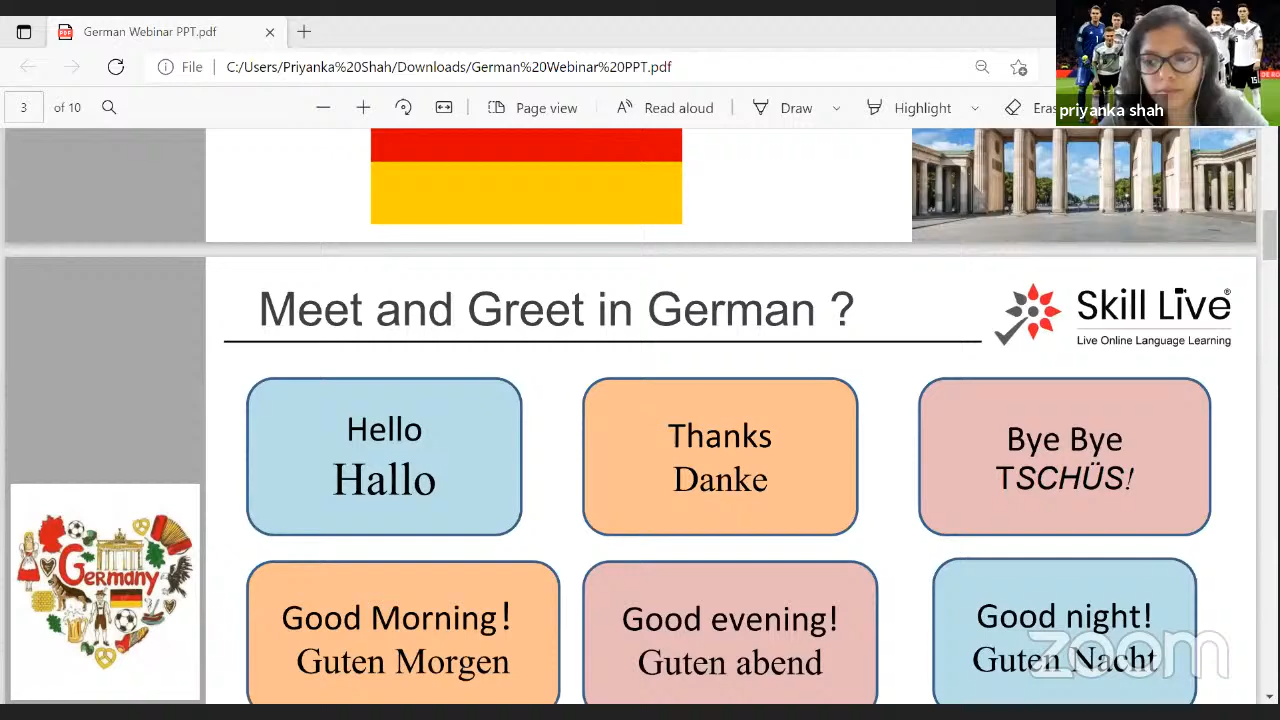 German Webinar PPT.pdf
File
C:/Users/Priyanka%20Shah/Downloads/German%20Webinar%20PPT.pdf
3 of 10
Page view
Read aloud
Draw
Highlight
priyanka shah
Meet and Greet in German ?
Skill Live®
Live Online Language Learning
Hello
Hallo
Thanks
Danke
Bye Bye
TSCHÜS!
Germany
Good Morning!
Guten Morgen
Good evening!
Guten abend
Good night!
Guten Nacht
zoom